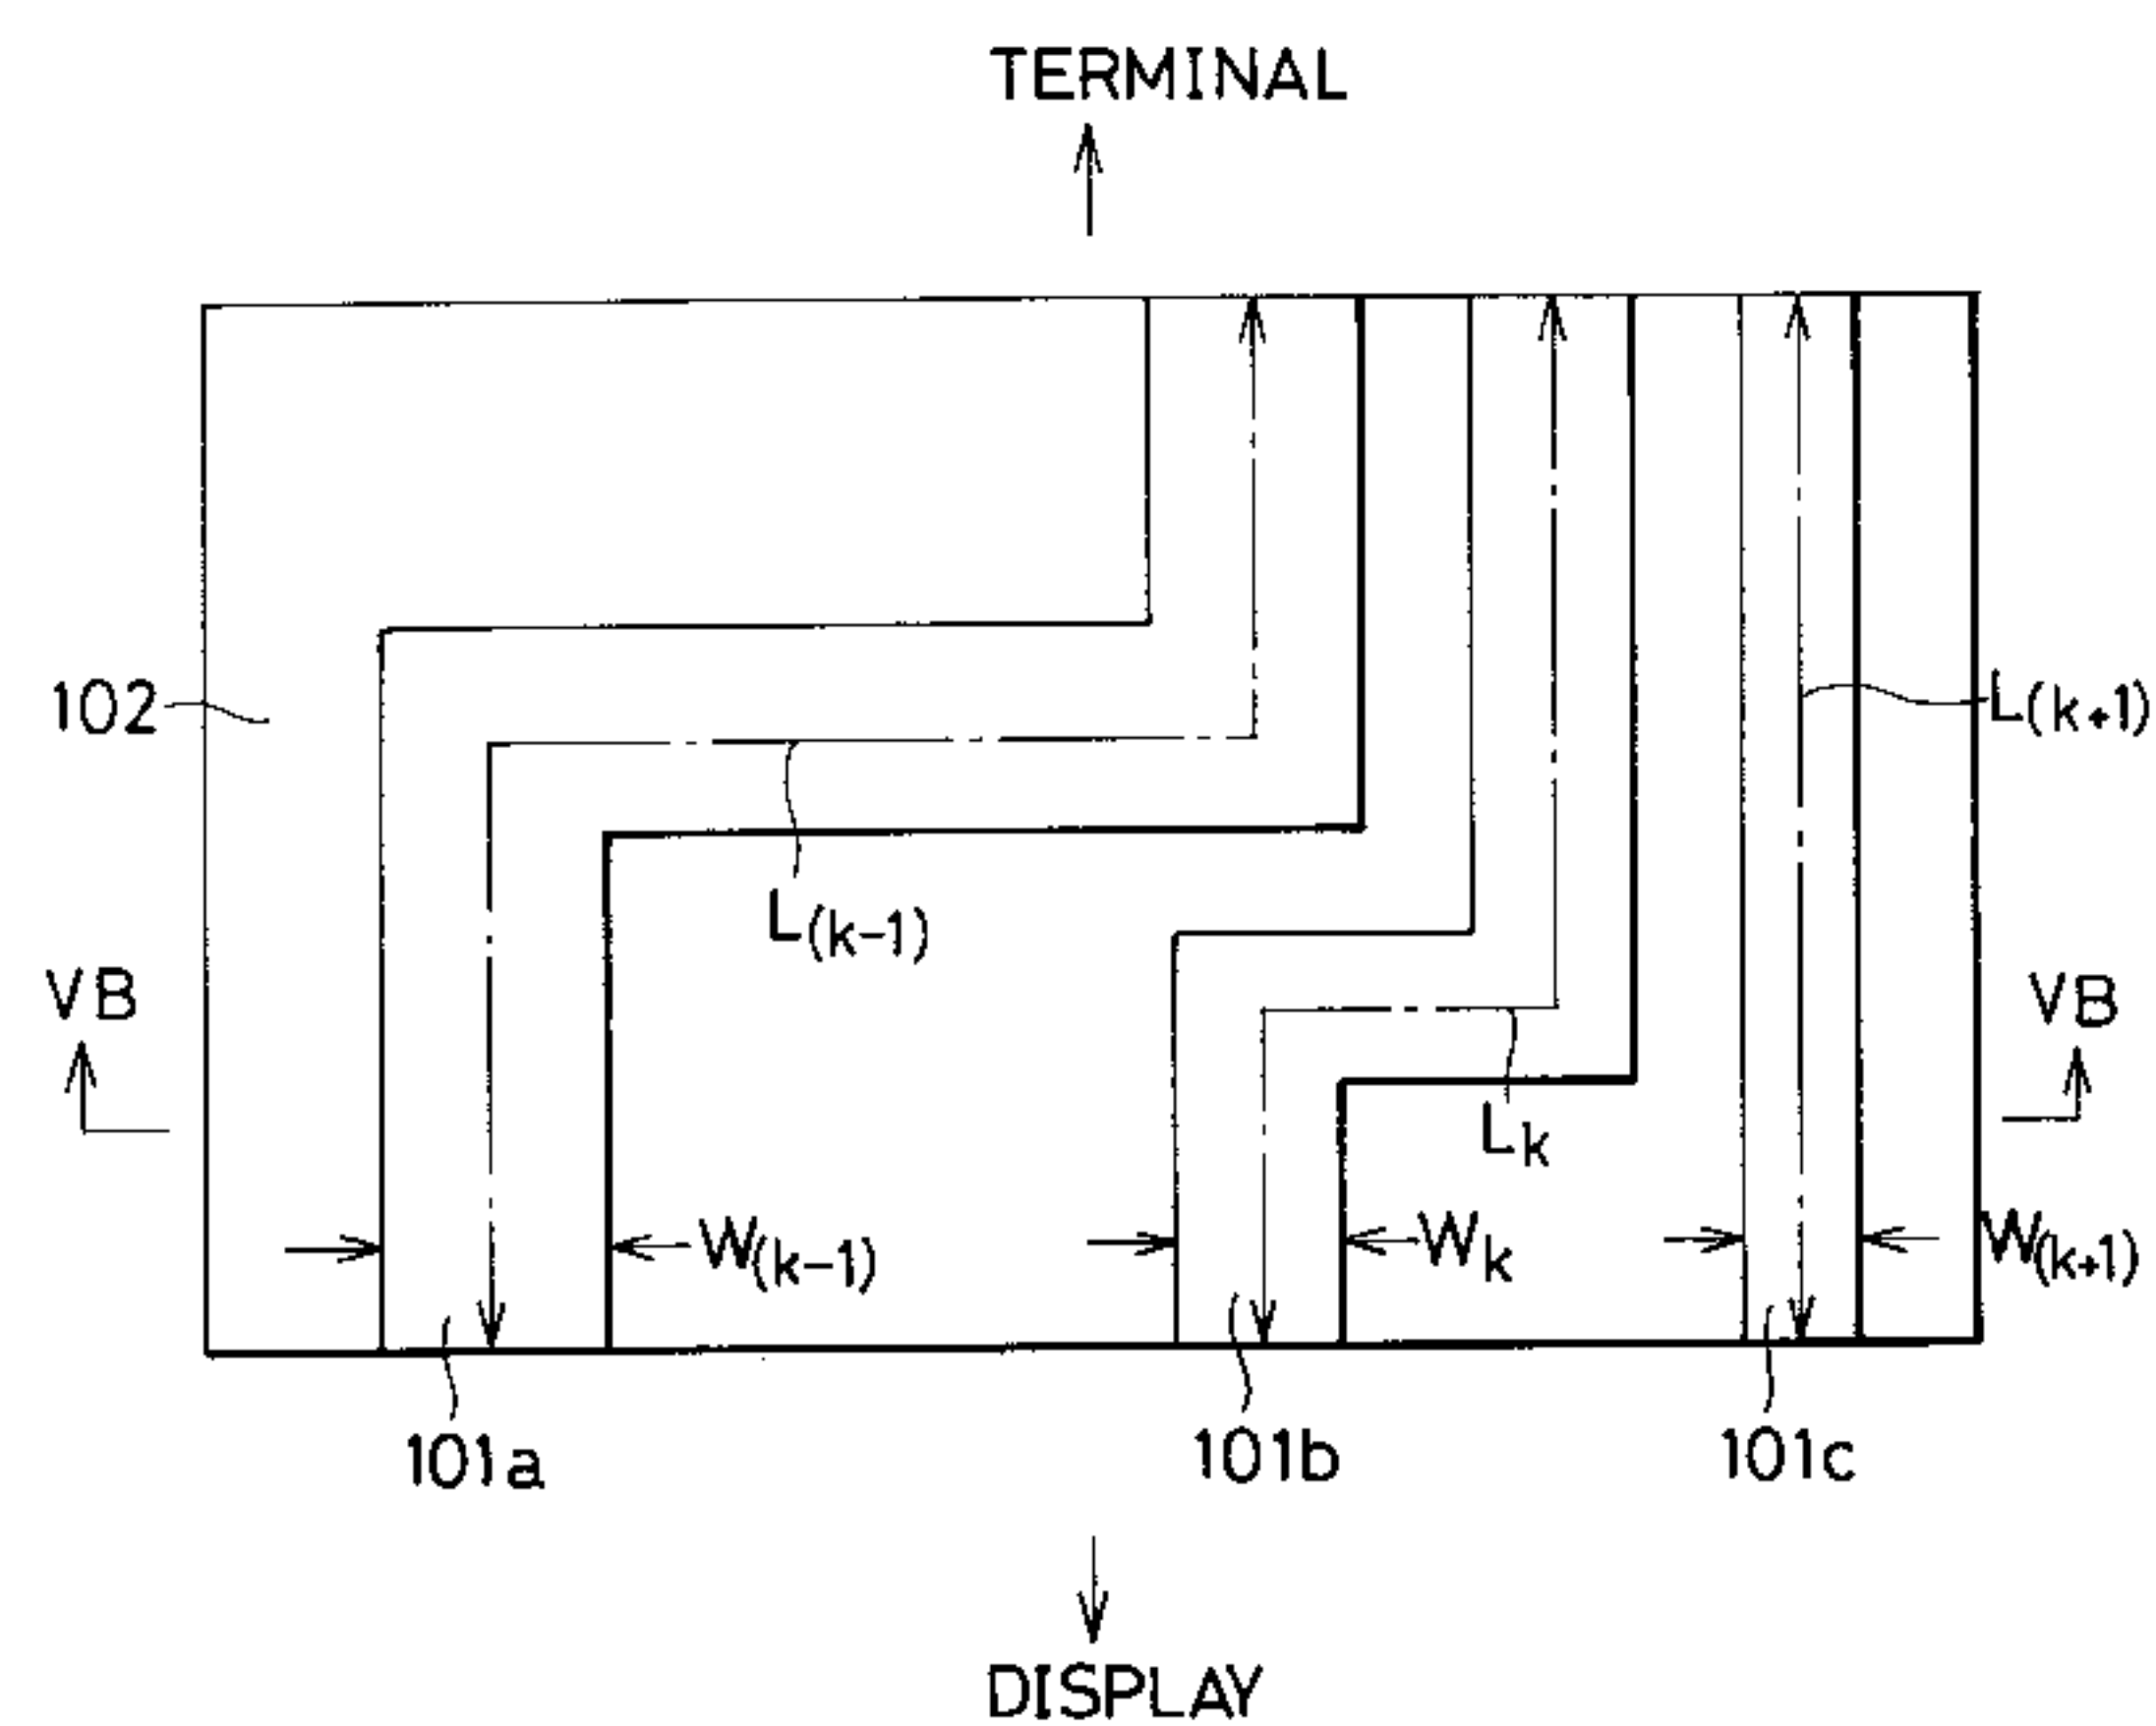 TERMINAL
102
L(k+1)
L(k-1)
VB
VB
Lk
W(k-1)
Wk
W(k+1)
101a
101b
101c
DISPLAY